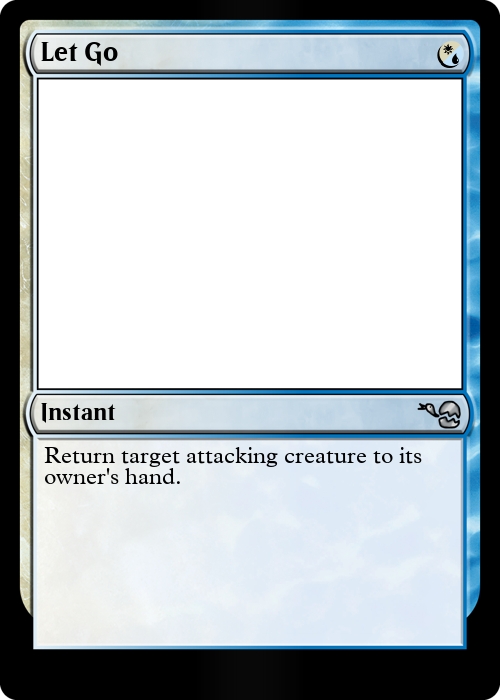 Let Go
Instant
Return target attacking creature to its
owner's hand.